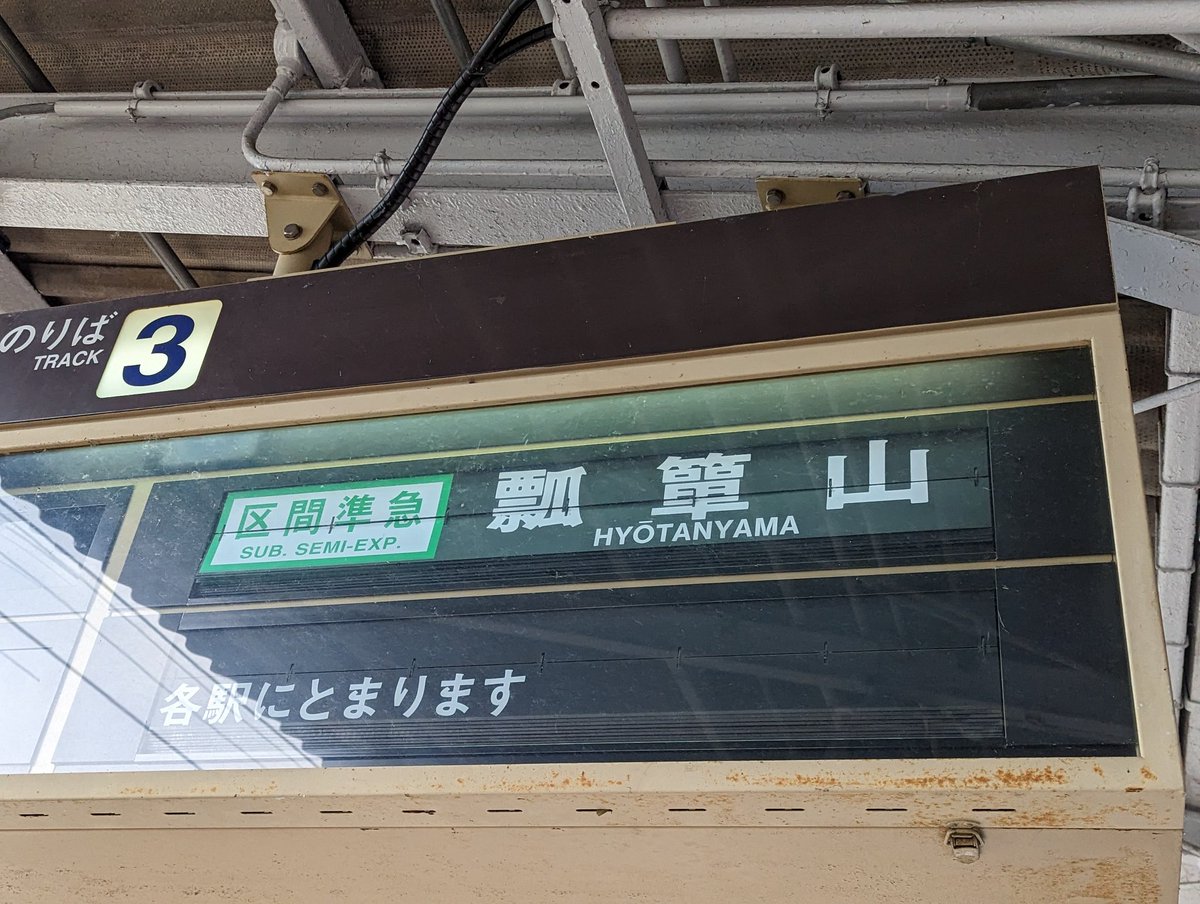 のりば
TRACK
3
区間準急
SUB. SEMI-EXP.
瓢箪山
HYŌTANYAMA
各駅にとまります